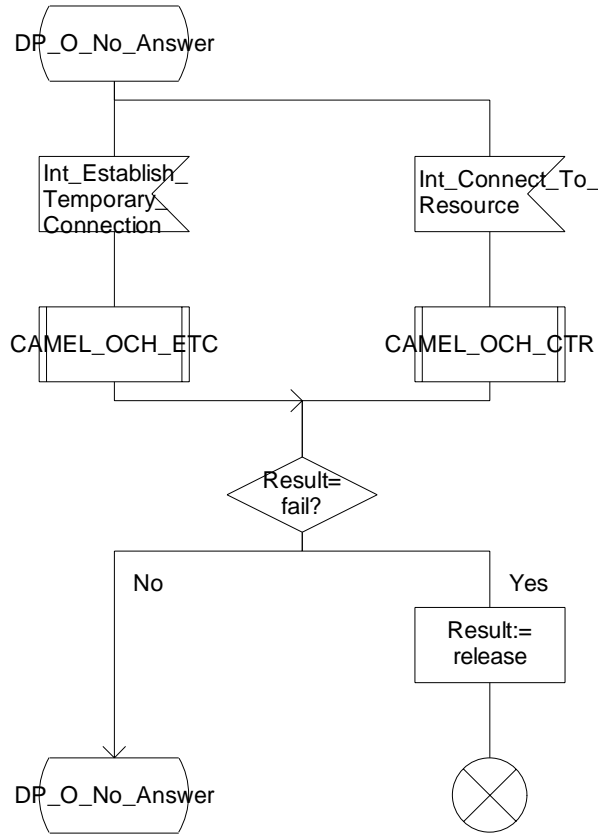 DP_O_No_Answer
Int_Establish_
Temporary_
Connection
Int_Connect_To_
Resource
CAMEL_OCH_ETC
CAMEL_OCH_CTR
Result=
fail?
No
Yes
Result:=
release
DP_O_No_Answer